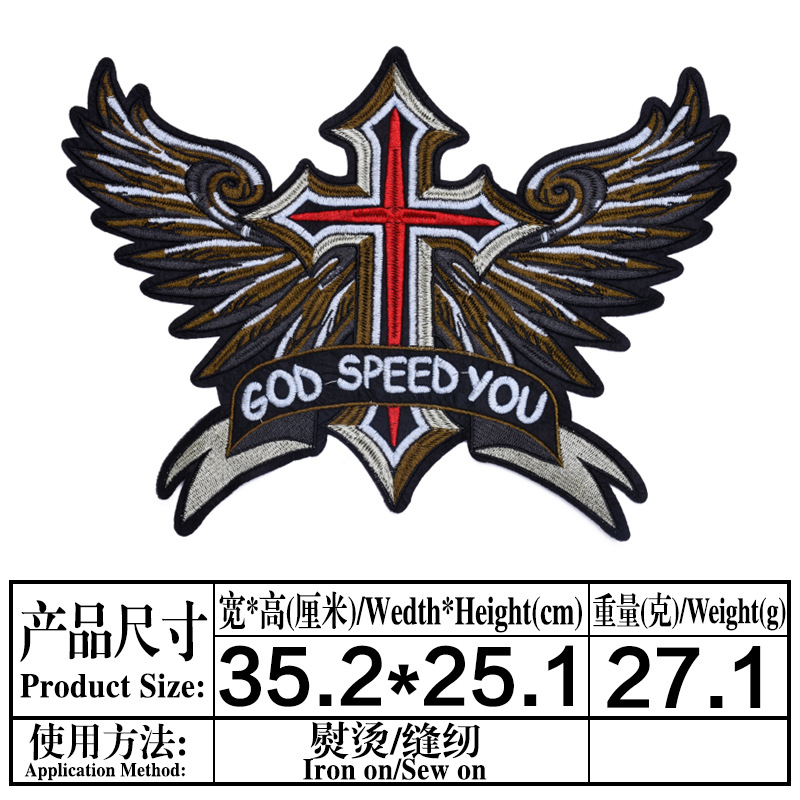 GOD SPEED YOU
产品尺寸
Product Size:
宽*高(厘米)/Wedth*Height(cm)
重量(克)/Weight(g)
35.2*25.1
27.1
使用方法:
Application Method:
熨烫/缝纫
Iron on/Sew on